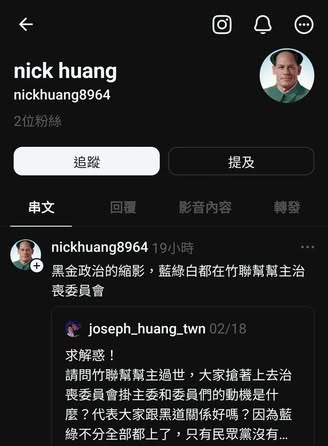 nick huang
nickhuang8964
2位粉絲
追蹤
提及
串文
回覆
影音內容
轉發
nickhuang8964 19小時
黑金政治的縮影，藍綠白都在竹聯幫幫主治
喪委員會
joseph_huang_twn 02/18
求解惑！
請問竹聯幫幫主過世，大家搶著上去治
喪委員會掛主委和委員們的動機是什
麼？代表大家跟黑道關係好嗎？因為藍
綠不分全部都上了，只有民眾黨沒有...